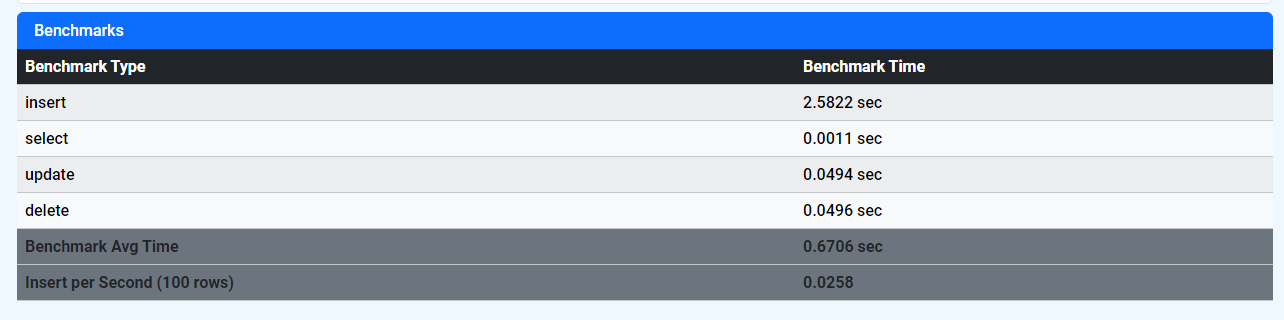 Benchmarks
Benchmark Type Benchmark Time
insert 2.5822 sec
select 0.0011 sec
update 0.0494 sec
delete 0.0496 sec
Benchmark Avg Time 0.6706 sec
Insert per Second (100 rows) 0.0258